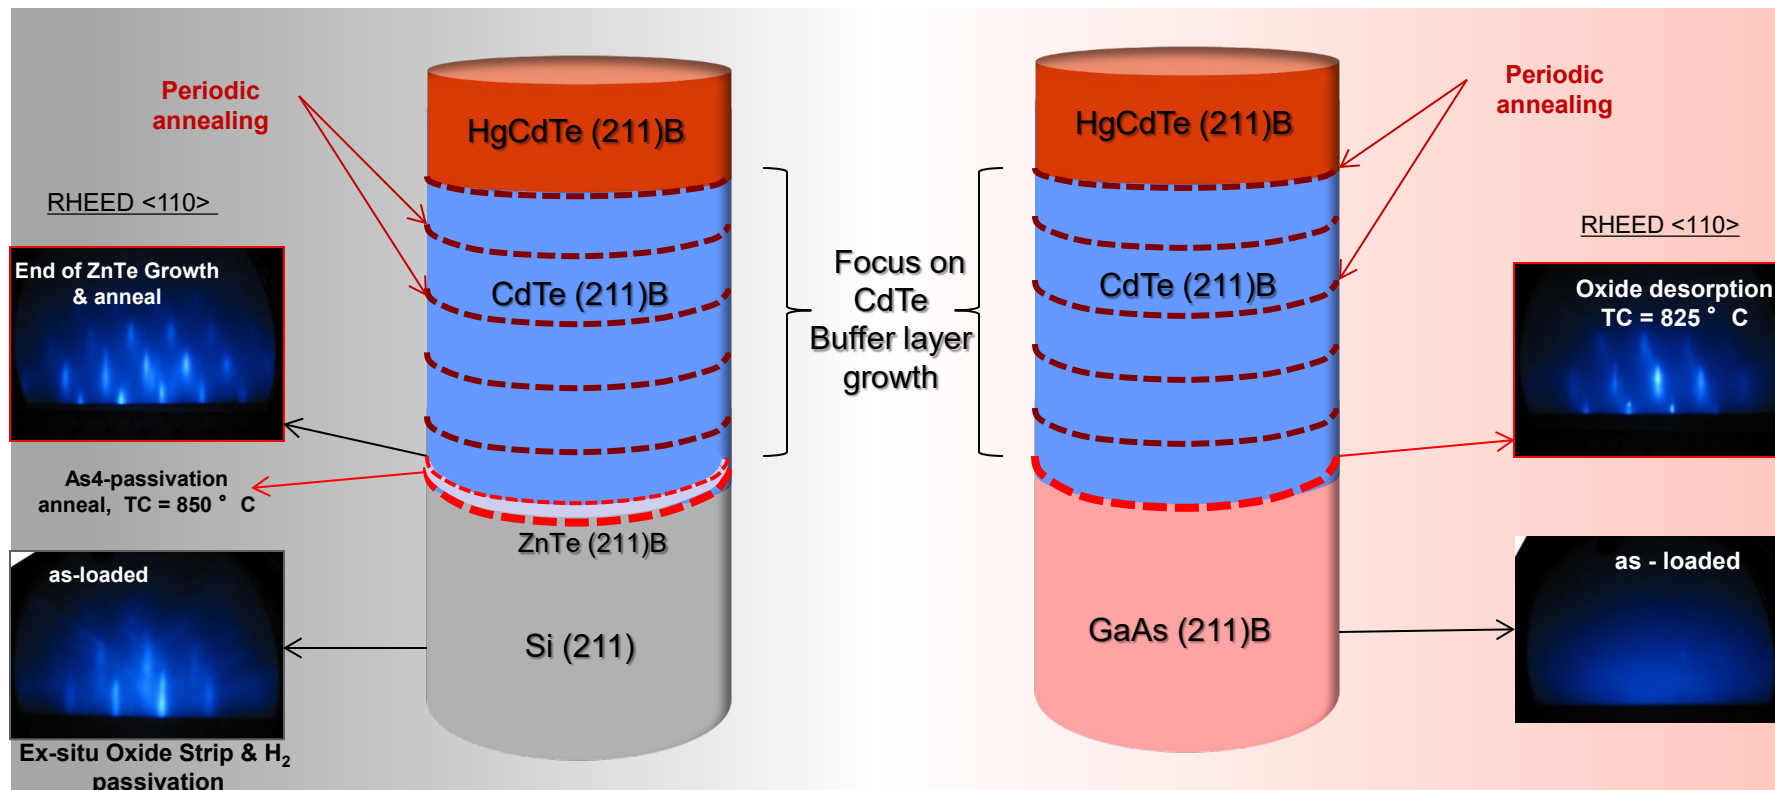 Periodic
annealing
RHEED <110>
End of ZnTe Growth
& anneal
As4-passivation
anneal, TC = 850 ° C
as-loaded
Ex-situ Oxide Strip & H₂
passivation
HgCdTe (211)B
CdTe (211)B
ZnTe (211)B
Si (211)
Focus on
CdTe
Buffer layer
growth
HgCdTe (211)B
CdTe (211)B
GaAs (211)B
Periodic
annealing
RHEED <110>
Oxide desorption
TC = 825 ° C
as - loaded